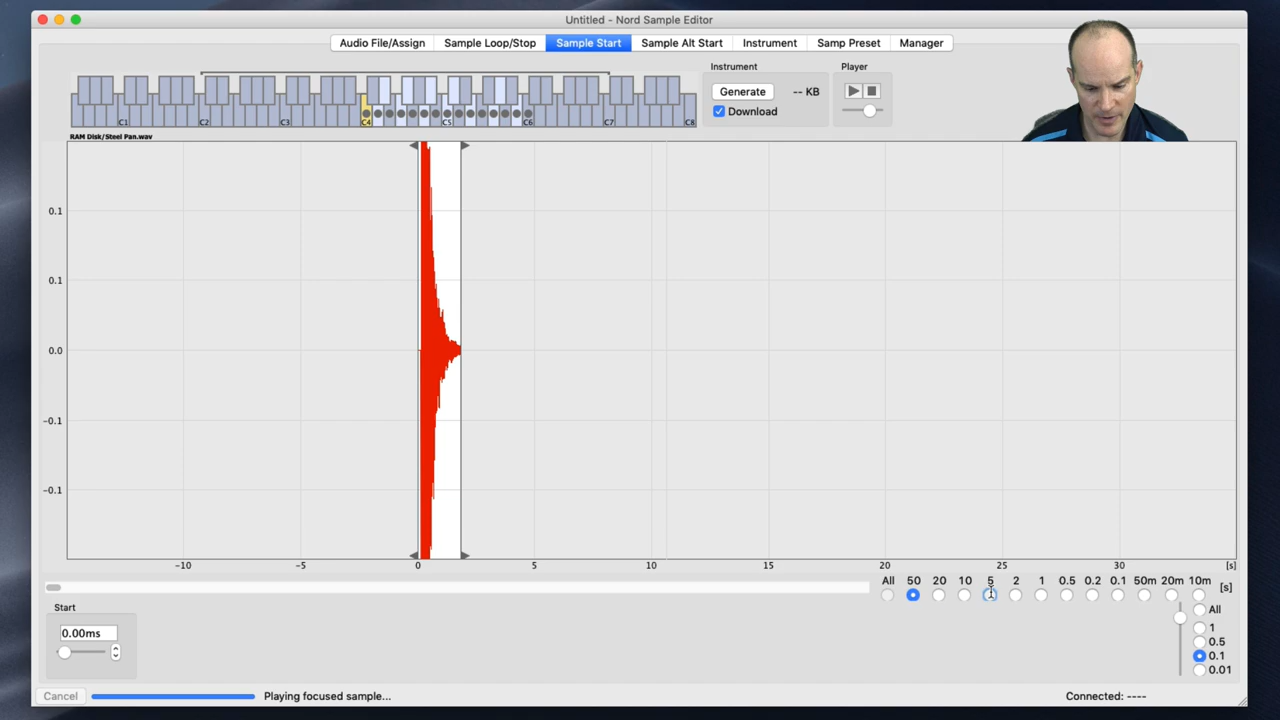 Untitled - Nord Sample Editor
Audio File/Assign Sample Loop/Stop Sample Start Sample Alt Start Instrument Samp Preset Manager
Instrument Player
Generate -- KB
Download
C1 C2 C3 C4 C5 C6 C7 C8
RAM Disk/Steel Pan.wav
0.1
0.1
0.0
-0.1
-0.1
-10 -5 0 5 10 15 20 25 30 [s]
All 50 20 10 5 2 1 0.5 0.2 0.1 50m 20m 10m [s]
Start
0.00ms
All
1
0.5
0.1
0.01
Cancel Playing focused sample... Connected: ----